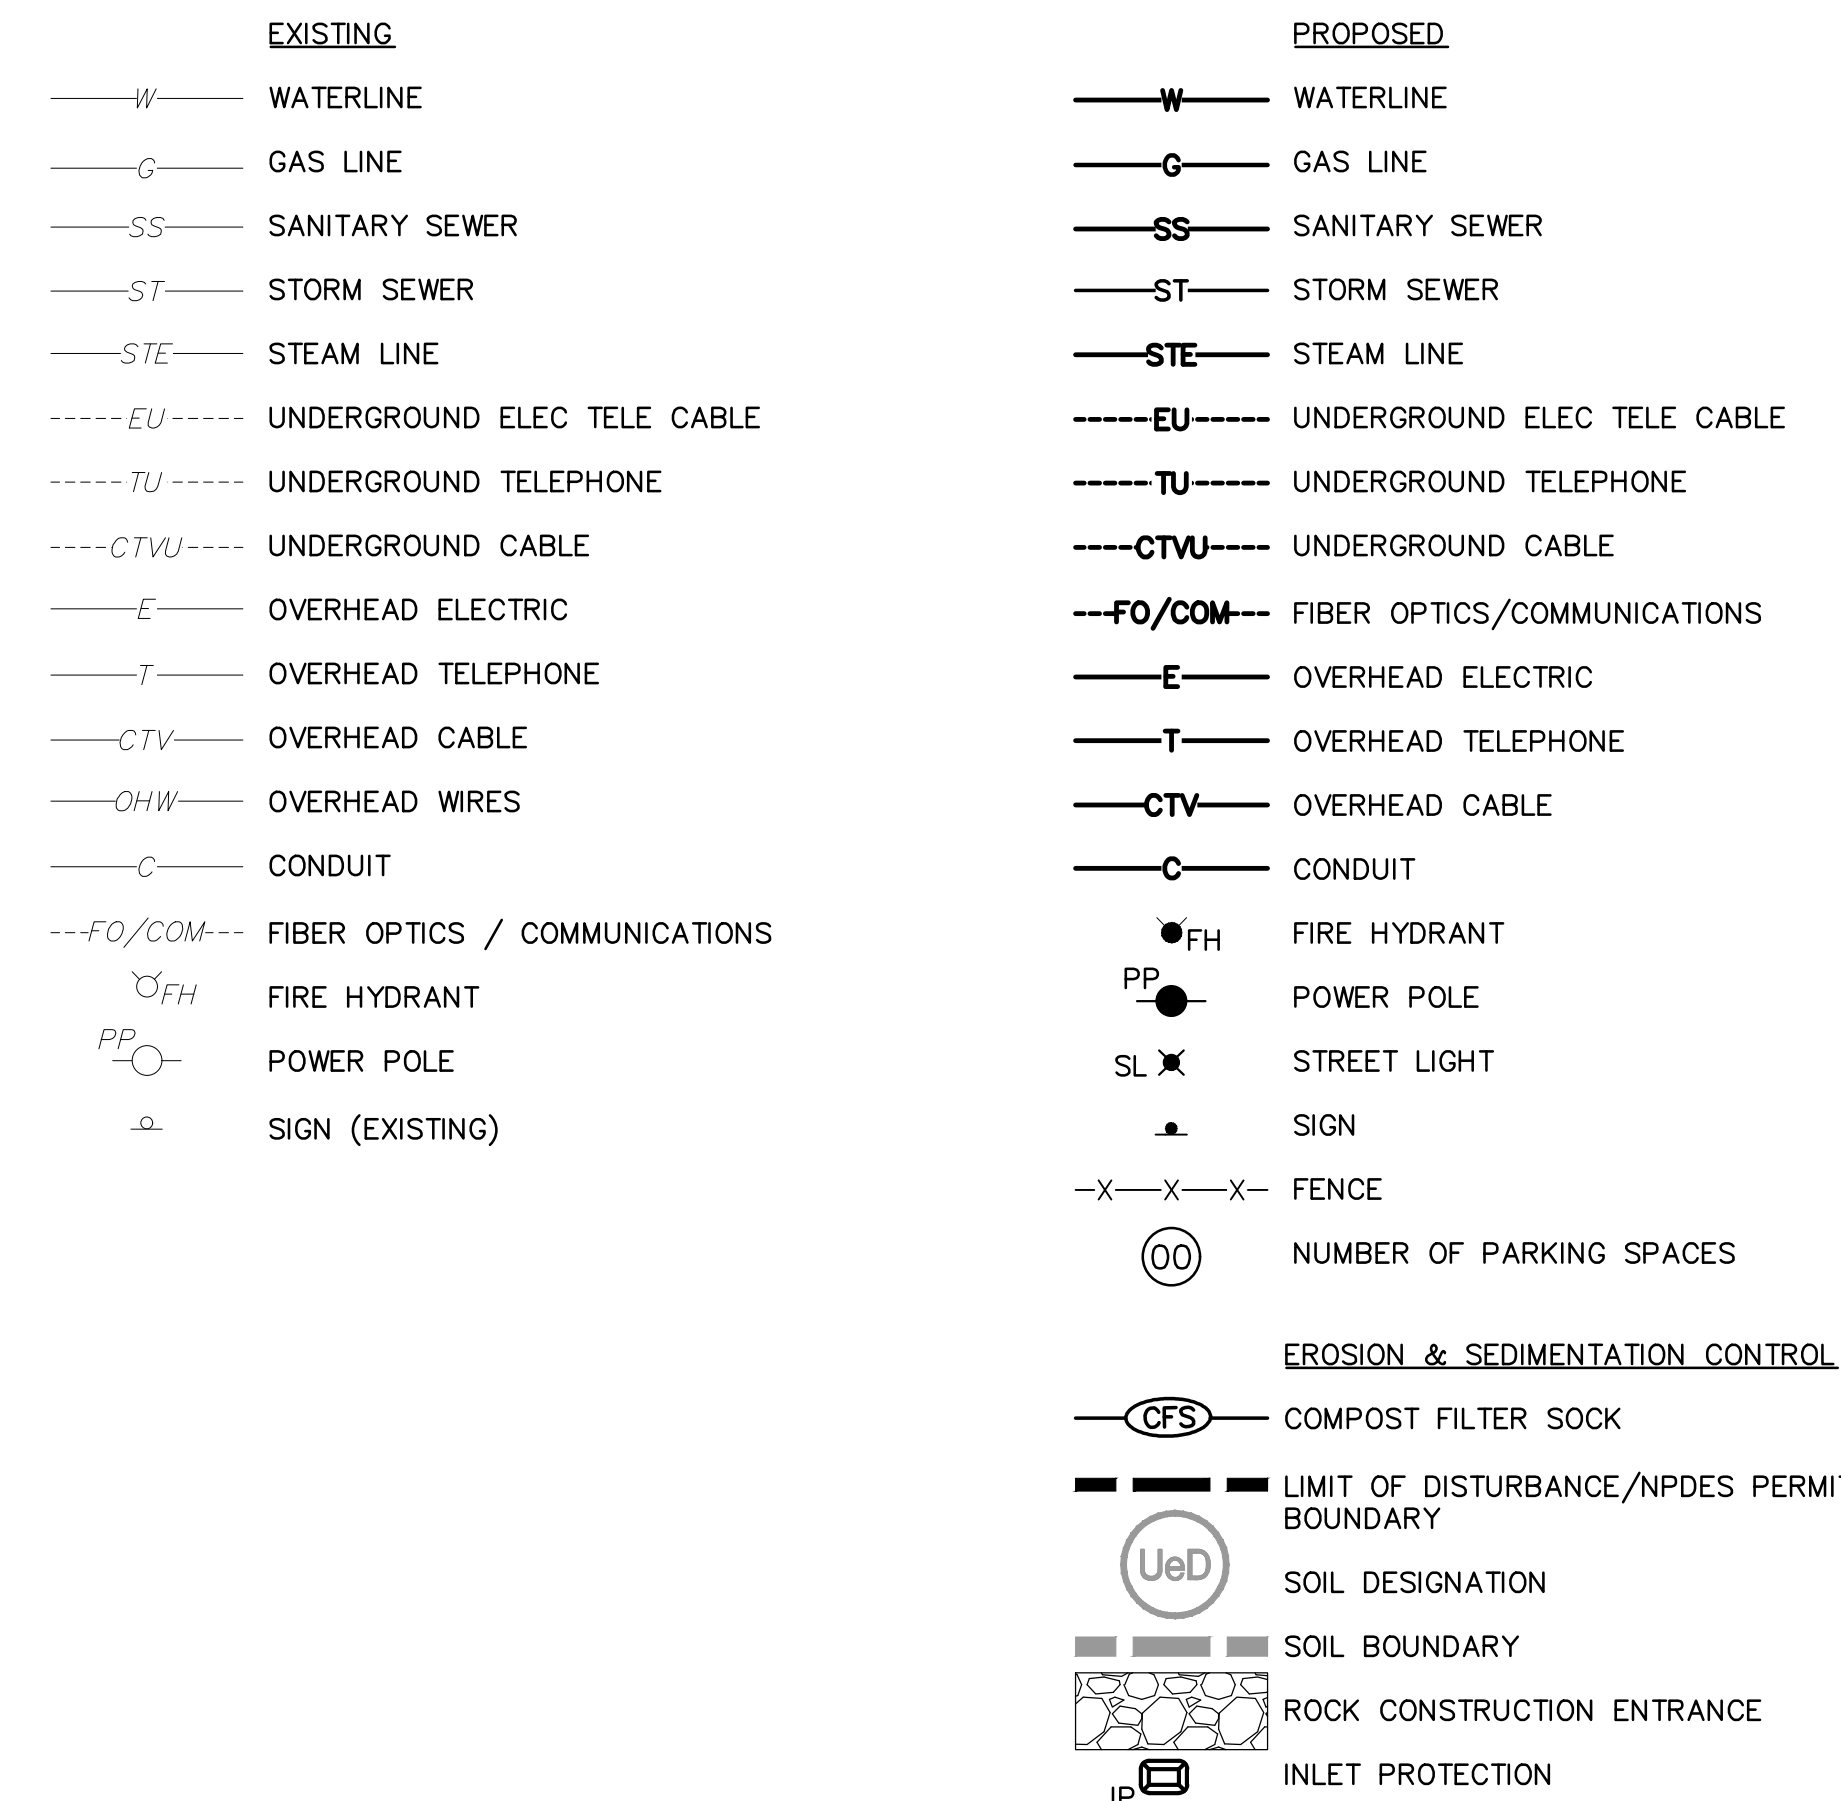 EXISTING
W WATERLINE
G GAS LINE
SS SANITARY SEWER
ST STORM SEWER
STE STEAM LINE
EU UNDERGROUND ELEC TELE CABLE
TU UNDERGROUND TELEPHONE
CTVU UNDERGROUND CABLE
E OVERHEAD ELECTRIC
T OVERHEAD TELEPHONE
CTV OVERHEAD CABLE
OHW OVERHEAD WIRES
C CONDUIT
FO/COM FIBER OPTICS / COMMUNICATIONS
FH FIRE HYDRANT
PP POWER POLE
SIGN (EXISTING)
PROPOSED
W WATERLINE
G GAS LINE
SS SANITARY SEWER
ST STORM SEWER
STE STEAM LINE
EU UNDERGROUND ELEC TELE CABLE
TU UNDERGROUND TELEPHONE
CTVU UNDERGROUND CABLE
FO/COM FIBER OPTICS/COMMUNICATIONS
E OVERHEAD ELECTRIC
T OVERHEAD TELEPHONE
CTV OVERHEAD CABLE
C CONDUIT
FH FIRE HYDRANT
PP POWER POLE
SL STREET LIGHT
SIGN
X X X FENCE
00 NUMBER OF PARKING SPACES
EROSION & SEDIMENTATION CONTROL
CFS COMPOST FILTER SOCK
LIMIT OF DISTURBANCE/NPDES PERMIT
BOUNDARY
UeD SOIL DESIGNATION
SOIL BOUNDARY
ROCK CONSTRUCTION ENTRANCE
IP INLET PROTECTION